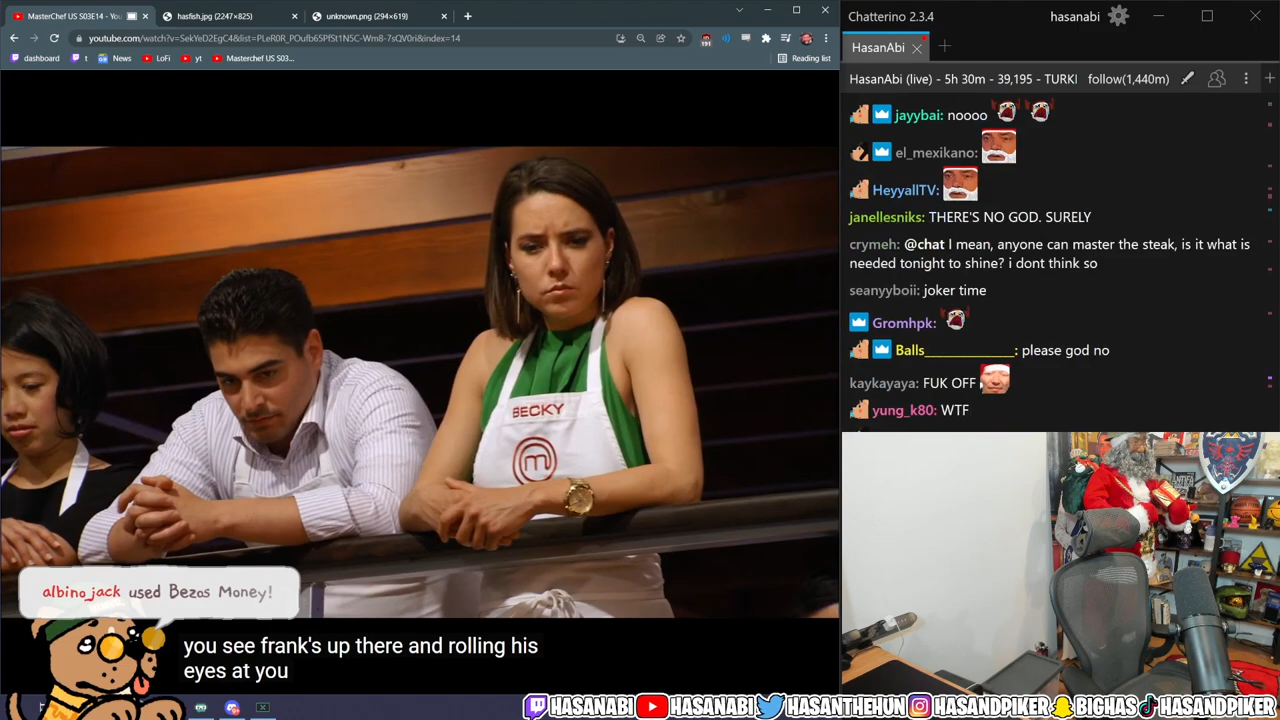 MasterChef US S03E14 - You
hasfish.jpg (2247×825)
unknown.png (294×619)
youtube.com/watch?v=SekYeD2EgC4&list=PLeR0R_POufb65PfSt1N5C-Wm8-7sQV0ri&index=14
dashboard
t
News
LoFi
yt
Masterchef US S03...
Reading list
BECKY
m
albinojack used Bezos Money!
you see frank's up there and rolling his
eyes at you
Chatterino 2.3.4
hasanabi
HasanAbi
HasanAbi (live) - 5h 30m - 39,195 - TURKI
follow(1,440m)
jayybai: noooo
el_mexikano:
HeyyallTV:
janellesniks: THERE'S NO GOD. SURELY
crymeh: @chat I mean, anyone can master the steak, is it what is
needed tonight to shine? i dont think so
seanyyboii: joker time
Gromhpk:
Balls____________: please god no
kaykayaya: FUK OFF
yung_k80: WTF
HASANABI HASANABI HASANTHEHUN HASANDPIKER BIGHAS HASANDPIKER